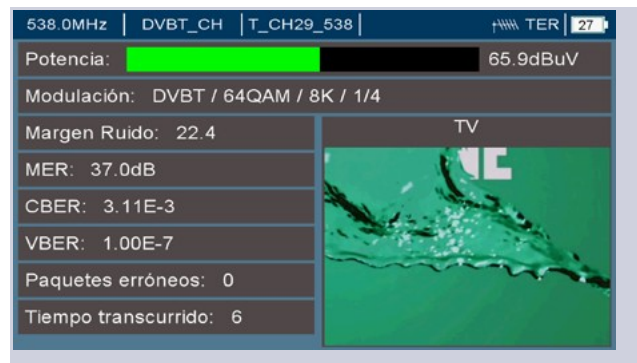 538.0MHz DVBT_CH T_CH29_538 TER 27
Potencia: 65.9dBuV
Modulación: DVBT / 64QAM / 8K / 1/4
Margen Ruido: 22.4
TV
MER: 37.0dB
CBER: 3.11E-3
VBER: 1.00E-7
Paquetes erróneos: 0
Tiempo transcurrido: 6